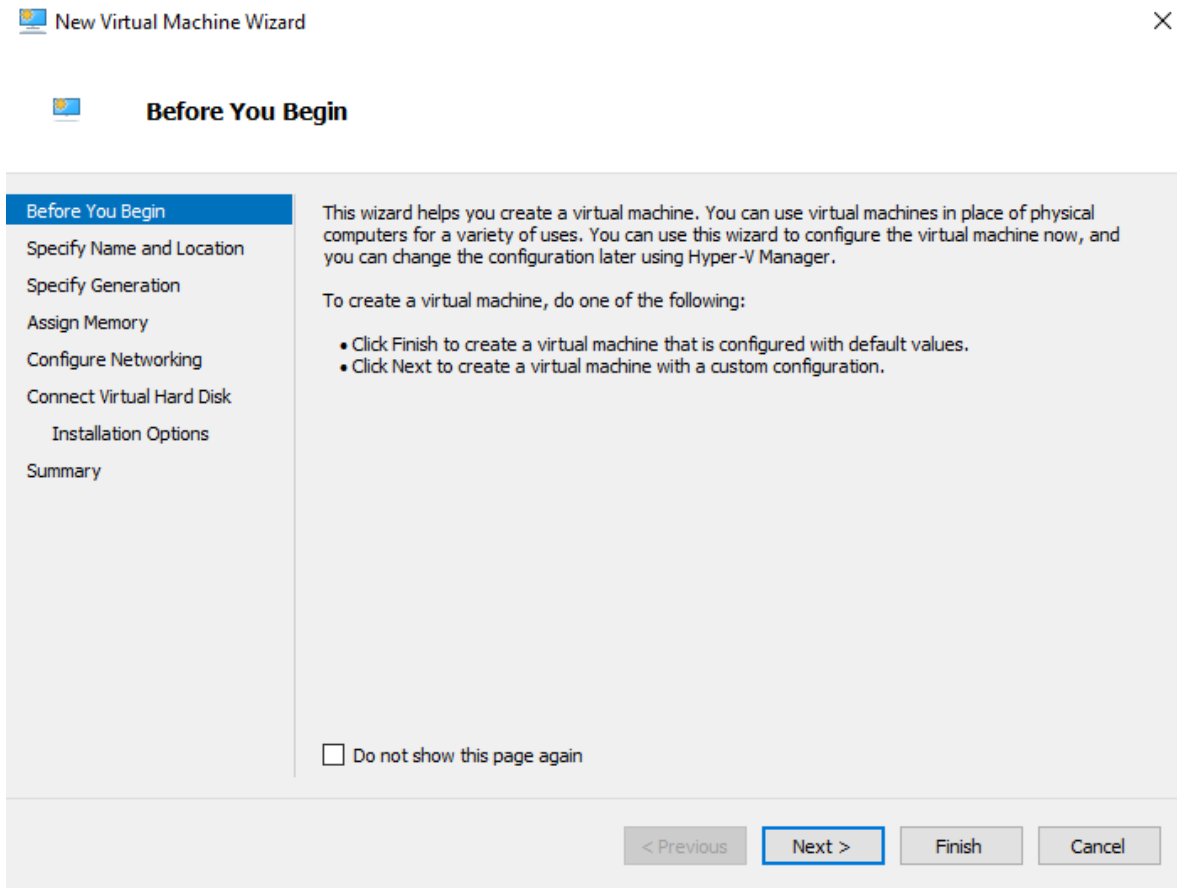 New Virtual Machine Wizard
Before You Begin
Before You Begin
Specify Name and Location
Specify Generation
Assign Memory
Configure Networking
Connect Virtual Hard Disk
Installation Options
Summary
This wizard helps you create a virtual machine. You can use virtual machines in place of physical
computers for a variety of uses. You can use this wizard to configure the virtual machine now, and
you can change the configuration later using Hyper-V Manager.
To create a virtual machine, do one of the following:
• Click Finish to create a virtual machine that is configured with default values.
• Click Next to create a virtual machine with a custom configuration.
Do not show this page again
< Previous
Next >
Finish
Cancel